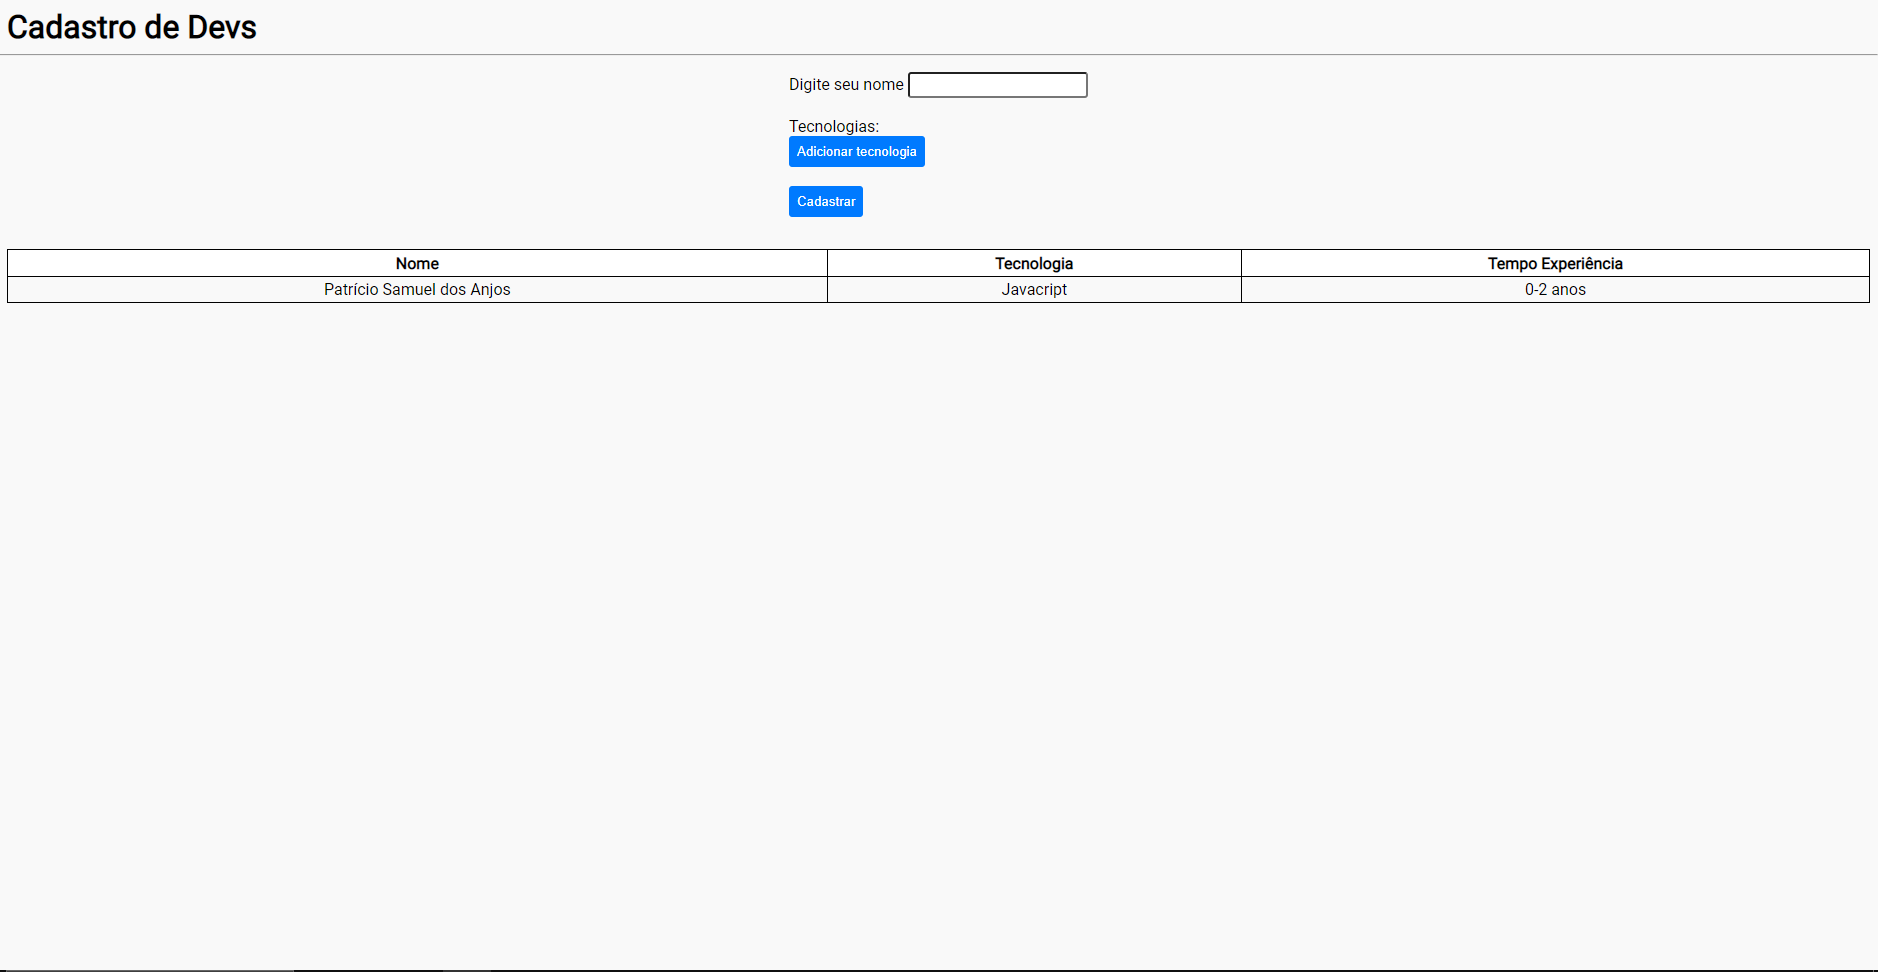 Cadastro de Devs
Digite seu nome
Tecnologias:
Adicionar tecnologia
Cadastrar
Nome Tecnologia Tempo Experiência
Patrício Samuel dos Anjos Javacript 0-2 anos